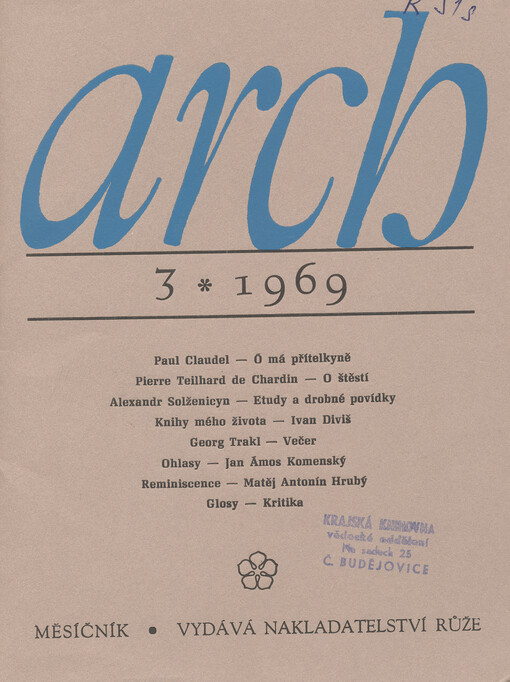 K 515
arch
3 * 1969
Paul Claudel — Ó má přítelkyně
Pierre Teilhard de Chardin — O štěstí
Alexandr Solženicyn — Etudy a drobné povídky
Knihy mého života — Ivan Diviš
Georg Trakl — Večer
Ohlasy — Jan Ámos Komenský
Reminiscence — Matěj Antonín Hrubý
Glosy — Kritika
KRAJSKÁ KNIHOVNA
vědecké oddělení
Na sadech 25
Č. BUDĚJOVICE
MĚSÍČNÍK • VYDÁVÁ NAKLADATELSTVÍ RŮŽE